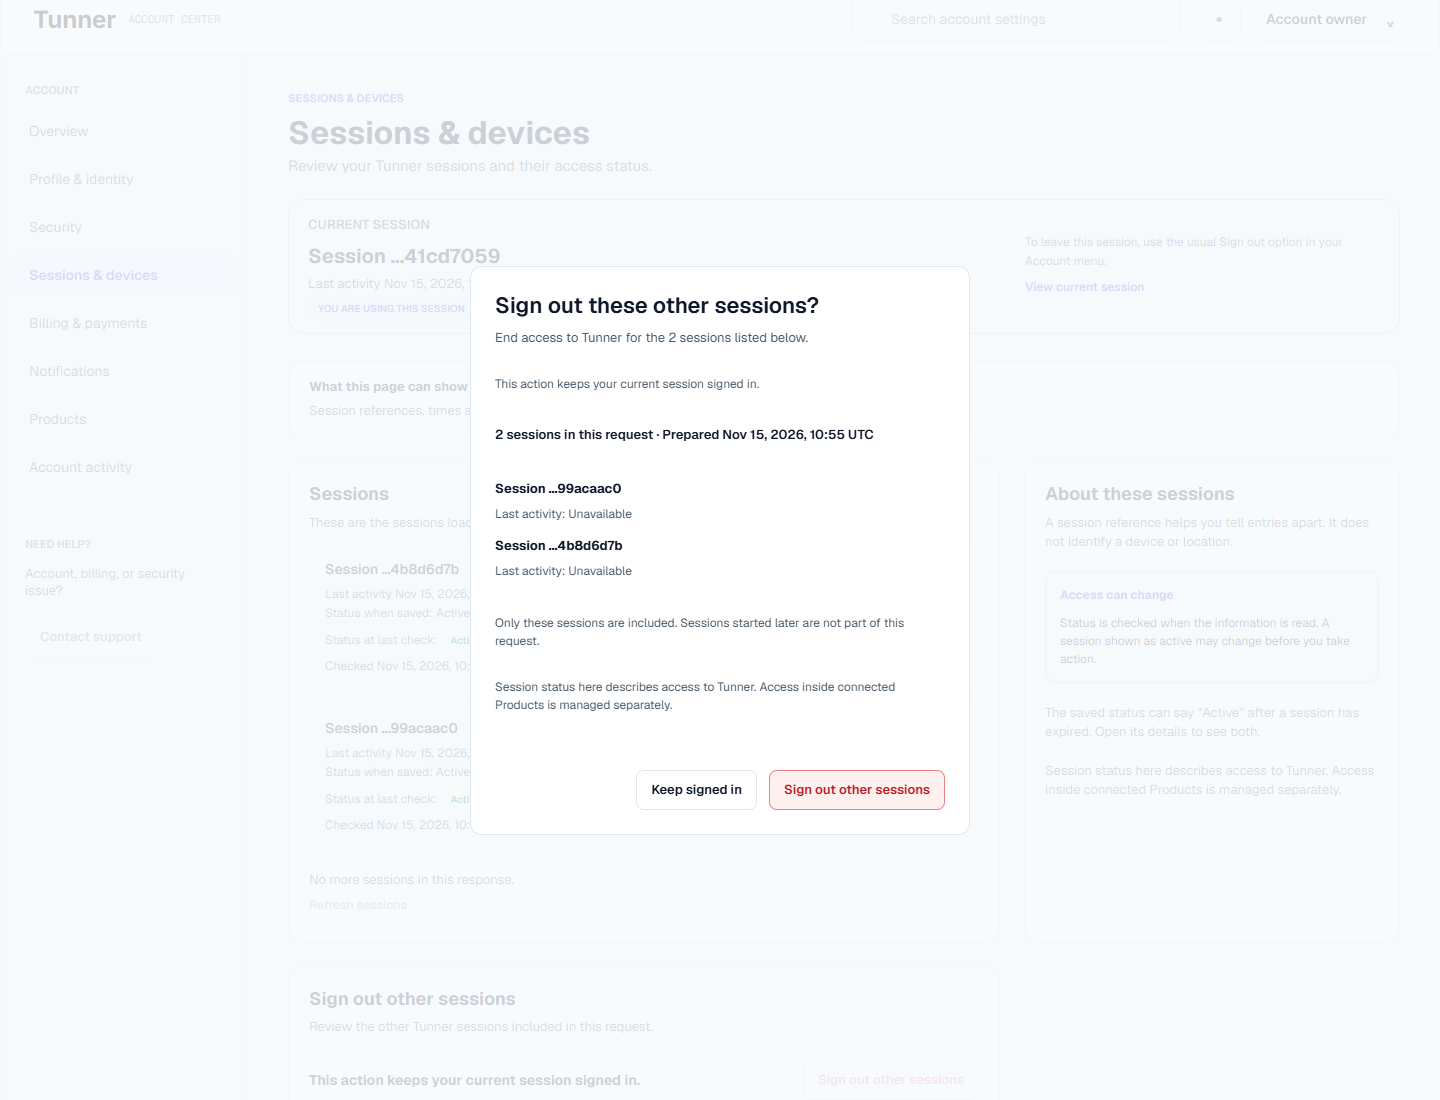 Tunner ACCOUNT CENTER
Search account settings
Account owner
ACCOUNT
Overview
Profile & identity
Security
Sessions & devices
Billing & payments
Notifications
Products
Account activity
NEED HELP?
Account, billing, or security
issue?
Contact support
SESSIONS & DEVICES
Sessions & devices
Review your Tunner sessions and their access status.
CURRENT SESSION
Session ...41cd7059
Last activity Nov 15, 2026,
YOU ARE USING THIS SESSION
To leave this session, use the usual Sign out option in your
Account menu.
View current session
What this page can show
Session references, times
Sessions
These are the sessions
Session ...4b8d6d7b
Last activity Nov 15, 2026,
Status when saved: Active
Status at last check:
Checked Nov 15, 2026, 10:
Session ...99acaac0
Last activity Nov 15, 2026,
Status when saved: Active
Status at last check:
Checked Nov 15, 2026, 10:
No more sessions in this response.
Refresh sessions
About these sessions
A session reference helps you tell entries apart. It does
not identify a device or location.
Access can change
Status is checked when the information is read. A
session shown as active may change before you take
action.
The saved status can say “Active” after a session has
expired. Open its details to see both.
Session status here describes access to Tunner. Access
inside connected Products is managed separately.
Sign out other sessions
Review the other Tunner sessions included in this request.
This action keeps your current session signed in.
Sign out other sessions
Sign out these other sessions?
End access to Tunner for the 2 sessions listed below.
This action keeps your current session signed in.
2 sessions in this request · Prepared Nov 15, 2026, 10:55 UTC
Session ...99acaac0
Last activity: Unavailable
Session ...4b8d6d7b
Last activity: Unavailable
Only these sessions are included. Sessions started later are not part of this
request.
Session status here describes access to Tunner. Access inside connected
Products is managed separately.
Keep signed in
Sign out other sessions